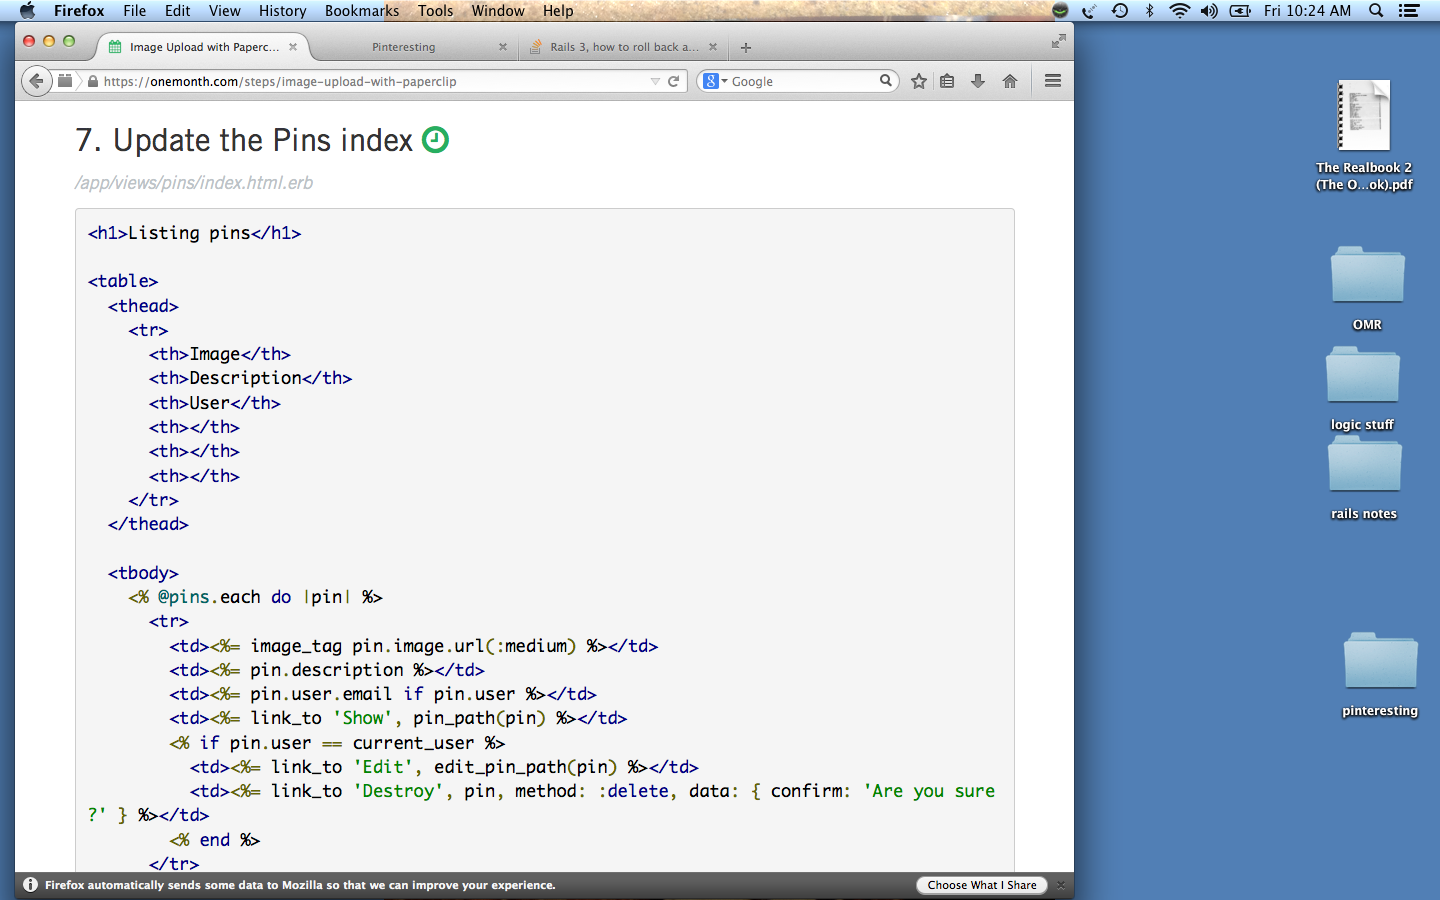 Firefox File Edit View History Bookmarks Tools Window Help Fri 10:24 AM
Image Upload with Paperc... Pinteresting Rails 3, how to roll back a...
https://onemonth.com/steps/image-upload-with-paperclip 8 Google
7. Update the Pins index
/app/views/pins/index.html.erb
<h1>Listing pins</h1>
<table>
<thead>
<tr>
<th>Image</th>
<th>Description</th>
<th>User</th>
<th></th>
<th></th>
<th></th>
</tr>
</thead>
<tbody>
<% @pins.each do |pin| %>
<tr>
<td><%= image_tag pin.image.url(:medium) %></td>
<td><%= pin.description %></td>
<td><%= pin.user.email if pin.user %></td>
<td><%= link_to 'Show', pin_path(pin) %></td>
<% if pin.user == current_user %>
<td><%= link_to 'Edit', edit_pin_path(pin) %></td>
<td><%= link_to 'Destroy', pin, method: :delete, data: { confirm: 'Are you sure
?' } %></td>
<% end %>
</tr>
Firefox automatically sends some data to Mozilla so that we can improve your experience. Choose What I Share
The Realbook 2
(The O...ok).pdf
OMR
logic stuff
rails notes
pinteresting